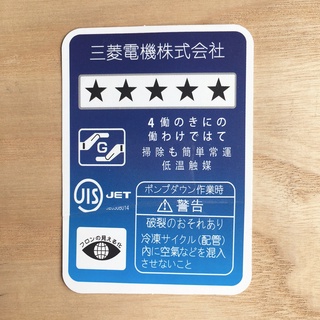 三菱電機株式会社
4働のきにの
働わけではて
掃除も簡単常運
低温触媒
G
JIS JET
ポンプダウン作業時
警告
破裂のおそれあり
フロンの見える化
冷凍サイクル(配管)
内に空気などを混入
させないこと